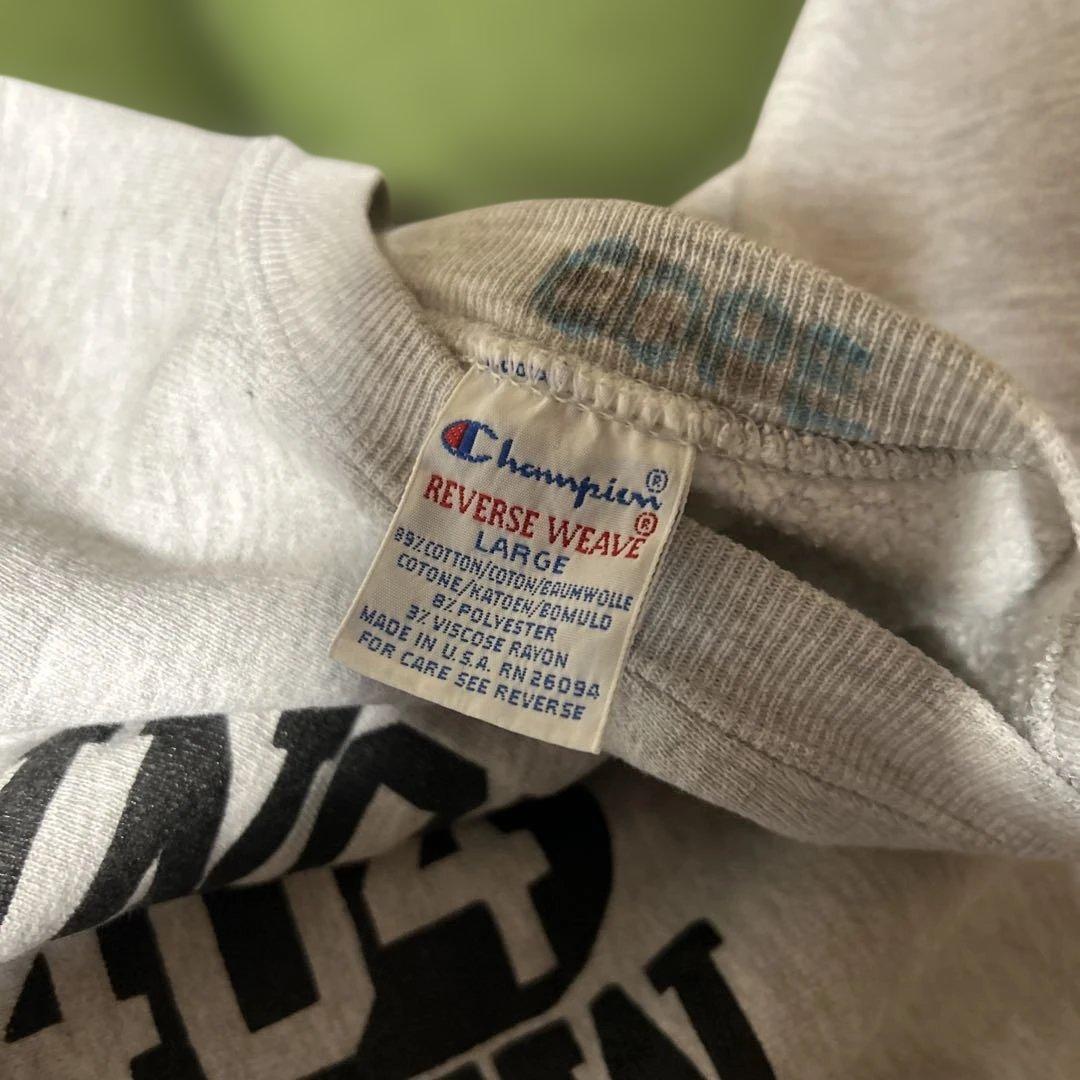 COPE
Champion®
REVERSE WEAVE®
LARGE
89%COTTON/COTON/BAUMWOLLE
COTONE/KATOEN/BOMULD
8% POLYESTER
3% VISCOSE RAYON
MADE IN U.S.A. RN 26094
FOR CARE SEE REVERSE